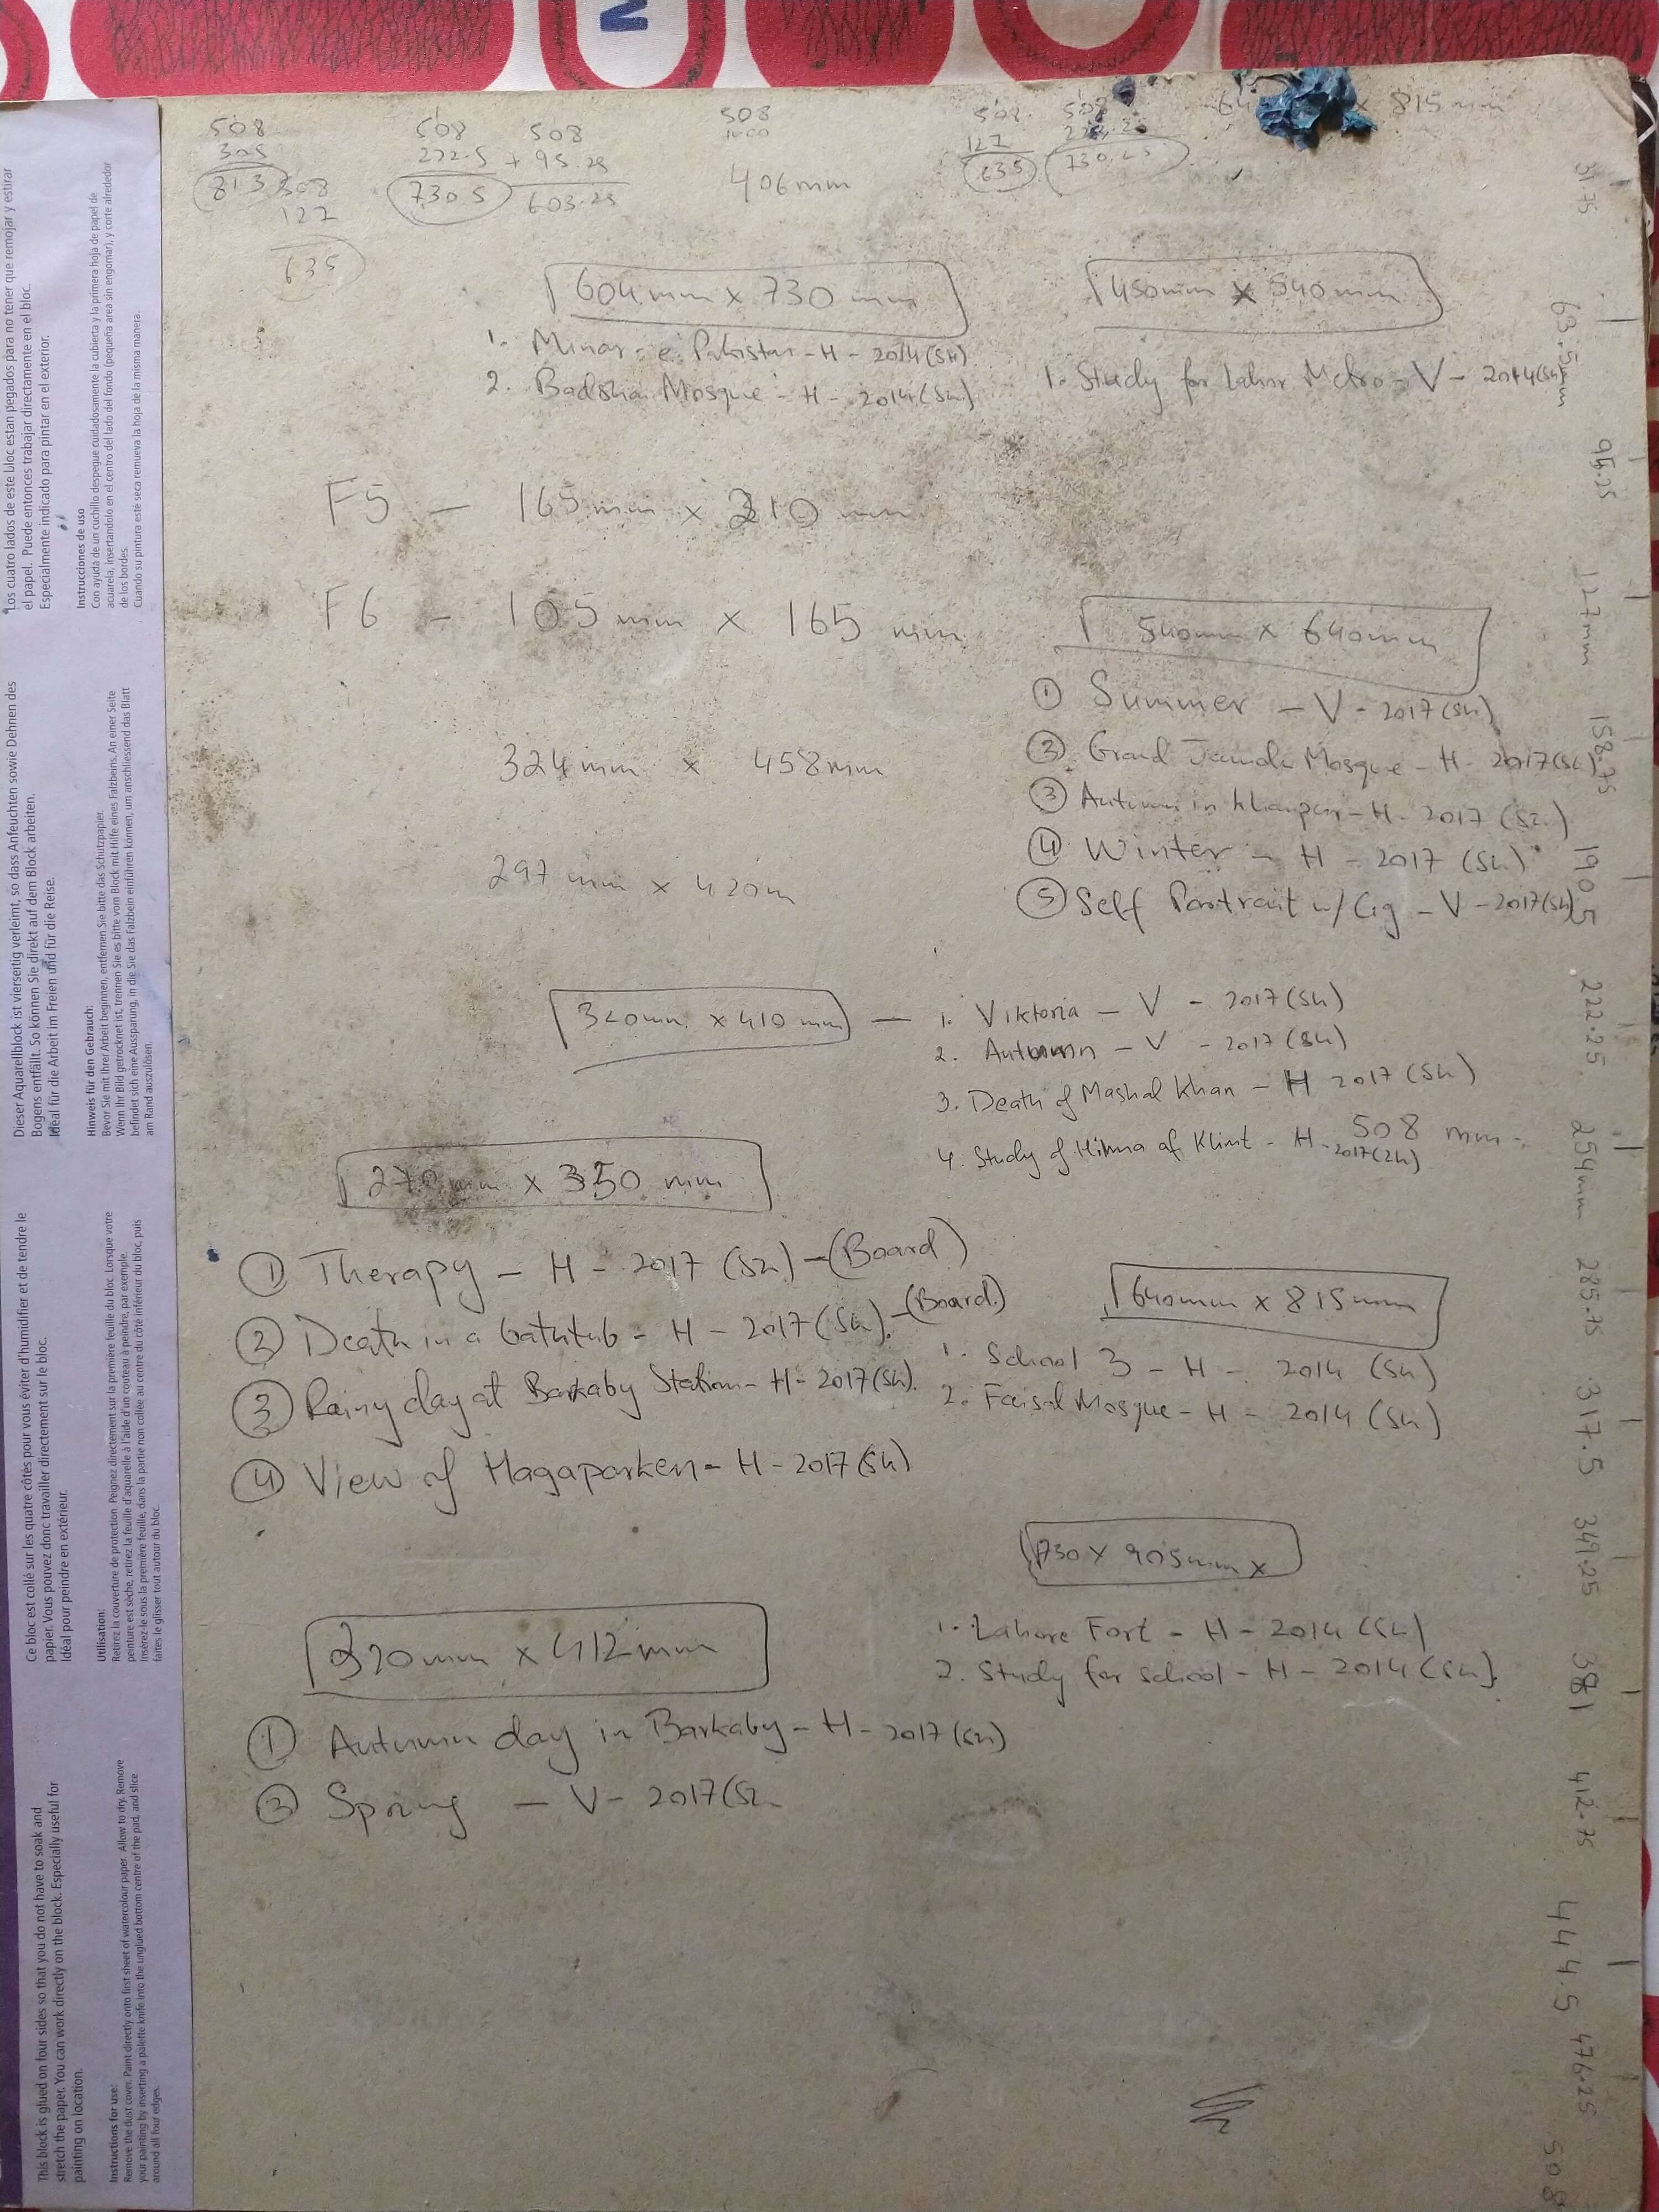 508
305
813
508
127
635
508
222.5
730.5
508
+ 95.25
603.25
508
406mm
508
127
635
508
730.25
x 815 mm
604mm x 730 mm
1. Minar-e-Pakistan - H - 2014 (Sh)
2. Badshai Mosque - H - 2014 (Sh)
450mm x 540mm
1. Study for Lahor Metro - V - 2014 (Sh)
F5 - 165mm x 210 mm
F6 - 105mm x 165 mm
324mm x 458mm
297 mm x 420m
540mm x 640mm
① Summer - V - 2017 (Sh)
② Grand Jamia Mosque - H - 2017 (Sh)
③ Autumn in - H - 2017 (Sh)
④ Winter - H - 2017 (Sh)
⑤ Self Portrait w/ Cig - V - 2017 (Sh)
320mm x 410 mm -
1. Viktoria - V - 2017 (Sh)
2. Autumn - V - 2017 (Sh)
3. Death of Mashal Khan - H 2017 (Sh)
4. Study of Hilma af Klint - H - 2017 (Sh)
508 mm -
270mm x 350 mm
① Therapy - H - 2017 (Sh) - (Board)
② Death in a bathtub - H - 2017 (Sh). - (Board.)
③ Rainy day at Barkaby Station - H - 2017 (Sh).
④ View of Hagaparken - H - 2017 (Sh)
640mm x 815mm
1. School 3 - H - 2014 (Sh)
2. Faisal Mosque - H - 2014 (Sh)
730 x 905mm x
1. Lahore Fort - H - 2014 (Sh)
2. Study for school - H - 2014 (Sh).
320mm x 412mm
① Autumn day in Barkaby - H - 2017 (Sh)
② Spring - V - 2017 (Sh
31.75
63.5mm
95.25
127mm
158.75
190.5
222.25
254mm
285.75
317.5
349.25
381
412.75
444.5
476.25
508
Los cuatro lados de este bloc estan pegados para no tener que remojar y estirar
el papel. Puede entonces trabajar directamente en el bloc.
Especialmente indicado para pintar en el exterior.
Instrucciones de uso
Con ayuda de un cuchillo despegue cuidadosamente la cubierta y la primera hoja de papel de
acuarela, insertandolo en el centro del lado del fondo (pequeña area sin engomar), y corte alrededor
de los bordes.
Cuando su pintura esté seca remueva la hoja de la misma manera.
Dieser Aquarellblock ist vierseitig verleimt, so dass Anfeuchten sowie Dehnen des
Bogens entfällt. So können Sie direkt auf dem Block arbeiten.
Ideal für die Arbeit im Freien und für die Reise.
Hinweis für den Gebrauch:
Bevor Sie mit Ihrer Arbeit beginnen, entfernen Sie bitte das Schutzpapier.
Wenn Ihr Bild getrocknet ist, trennen Sie es bitte vom Block mit Hilfe eines Falzbeins. An einer Seite
befindet sich eine Aussparung, in die Sie das Falzbein einführen können, um anschliessend das Blatt
am Rand auszulösen.
Ce bloc est collé sur les quatre côtés pour vous éviter d'humidifier et de tendre le
papier. Vous pouvez donc travailler directement sur le bloc.
Idéal pour peindre en extérieur.
Utilisation:
Retirez la couverture de protection. Peignez directement sur la première feuille du bloc. Lorsque votre
peinture est sèche, retirez la feuille d'aquarelle à l'aide d'un couteau à peindre, par exemple.
Insérez-le sous la première feuille, dans la partie non collée au centre du côté inférieur du bloc, puis
faites le glisser tout autour du bloc.
This block is glued on four sides so that you do not have to soak and
stretch the paper. You can work directly on the block. Especially useful for
painting on location.
Instructions for use:
Remove the dust cover. Paint directly onto first sheet of watercolour paper. Allow to dry. Remove
your painting by inserting a palette knife into the unglued bottom centre of the pad, and slice
around all four edges.